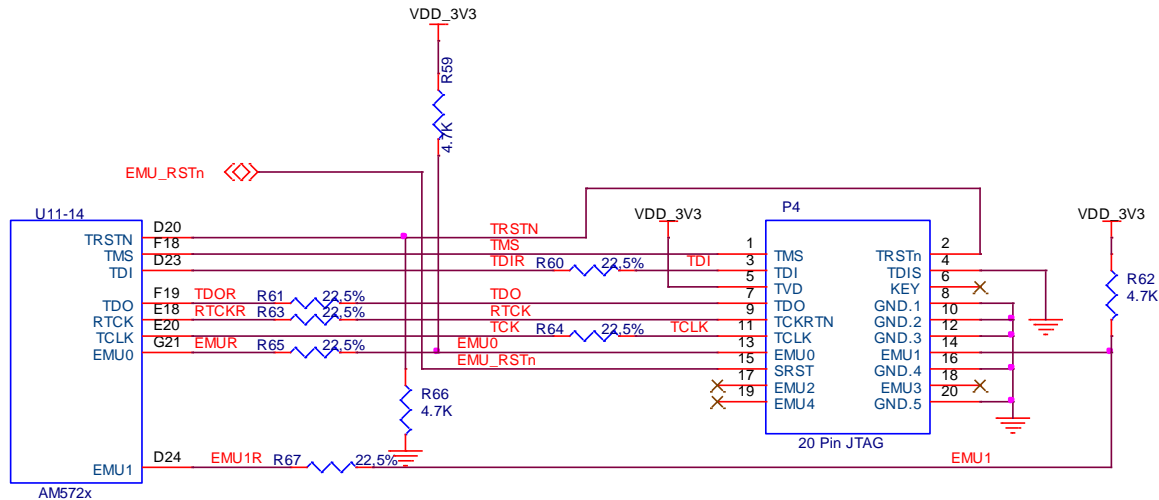 VDD_3V3
R59
4.7K
EMU_RSTn
U11-14
P4
VDD_3V3
VDD_3V3
TRSTN D20 TRSTN 2 TRSTn
TMS F18 TMS 1 TMS
TDI D23 TDIR R60 22,5% TDI 3 TDI 4 TDIS
5 TVD 6 KEY
R62
4.7K
TDO F19 TDOR R61 22,5% TDO 7 TDO 8 GND.1
RTCK E18 RTCKR R63 22,5% RTCK 9 TCKRTN 10 GND.2
TCLK E20 TCK R64 22,5% TCLK 11 TCLK 12 GND.3
EMU0 G21 EMUR R65 22,5% EMU0 13 EMU0 14 EMU1
EMU_RSTn 15 SRST 16 GND.4
17 EMU2 18 EMU3
19 EMU4 20 GND.5
R66
4.7K
20 Pin JTAG
EMU1 D24 EMU1R R67 22,5% EMU1
AM572x